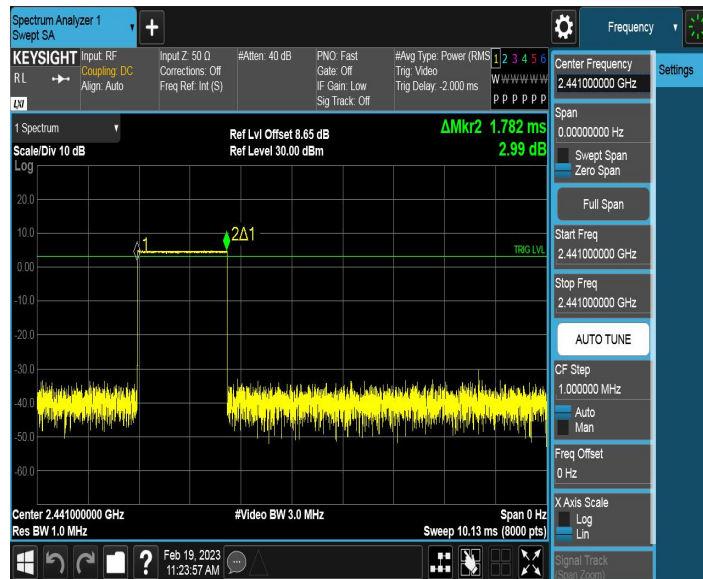 Spectrum Analyzer 1
Swept SA
+
Frequency
KEYSIGHT
RL
LXI
Input: RF
Coupling: DC
Align: Auto
Input Z: 50 Ω
Corrections: Off
Freq Ref: Int (S)
#Atten: 40 dB
PNO: Fast
Gate: Off
IF Gain: Low
Sig Track: Off
#Avg Type: Power (RMS
Trig: Video
Trig Delay: -2.000 ms
1 2 3 4 5 6
W W W W W W
P P P P P P
1 Spectrum
Scale/Div 10 dB
Ref Lvl Offset 8.65 dB
Ref Level 30.00 dBm
ΔMkr2 1.782 ms
2.99 dB
Log
20.0
10.0
0.00
-10.0
-20.0
-30.0
-40.0
-50.0
-60.0
1
2Δ1
TRIG LVL
Center 2.441000000 GHz
Res BW 1.0 MHz
#Video BW 3.0 MHz
Span 0 Hz
Sweep 10.13 ms (8000 pts)
?
Feb 19, 2023
11:23:57 AM
Center Frequency
2.441000000 GHz
Span
0.00000000 Hz
Swept Span
Zero Span
Full Span
Start Freq
2.441000000 GHz
Stop Freq
2.441000000 GHz
AUTO TUNE
CF Step
1.000000 MHz
Auto
Man
Freq Offset
0 Hz
X Axis Scale
Log
Lin
Signal Track
(Span Zoom)
Settings